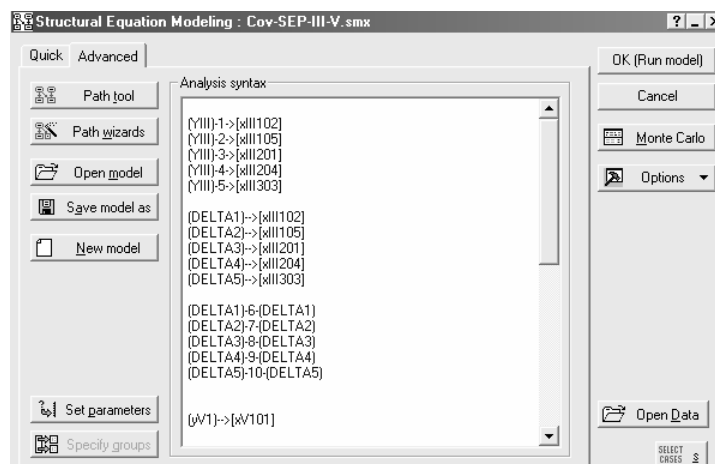 Structural Equation Modeling : Cov-SEP-III-V.smx
Quick
Advanced
Path tool
Path wizards
Open model
Save model as
New model
Set parameters
Specify groups
Analysis syntax
(YIII)-1->[xIII102]
(YIII)-2->[xIII105]
(YIII)-3->[xIII201]
(YIII)-4->[xIII204]
(YIII)-5->[xIII303]
(DELTA1)-->[xIII102]
(DELTA2)-->[xIII105]
(DELTA3)-->[xIII201]
(DELTA4)-->[xIII204]
(DELTA5)-->[xIII303]
(DELTA1)-6-(DELTA1)
(DELTA2)-7-(DELTA2)
(DELTA3)-8-(DELTA3)
(DELTA4)-9-(DELTA4)
(DELTA5)-10-(DELTA5)
(yV1)-->[xV101]
OK (Run model)
Cancel
Monte Carlo
Options
Open Data
SELECT
CASES S